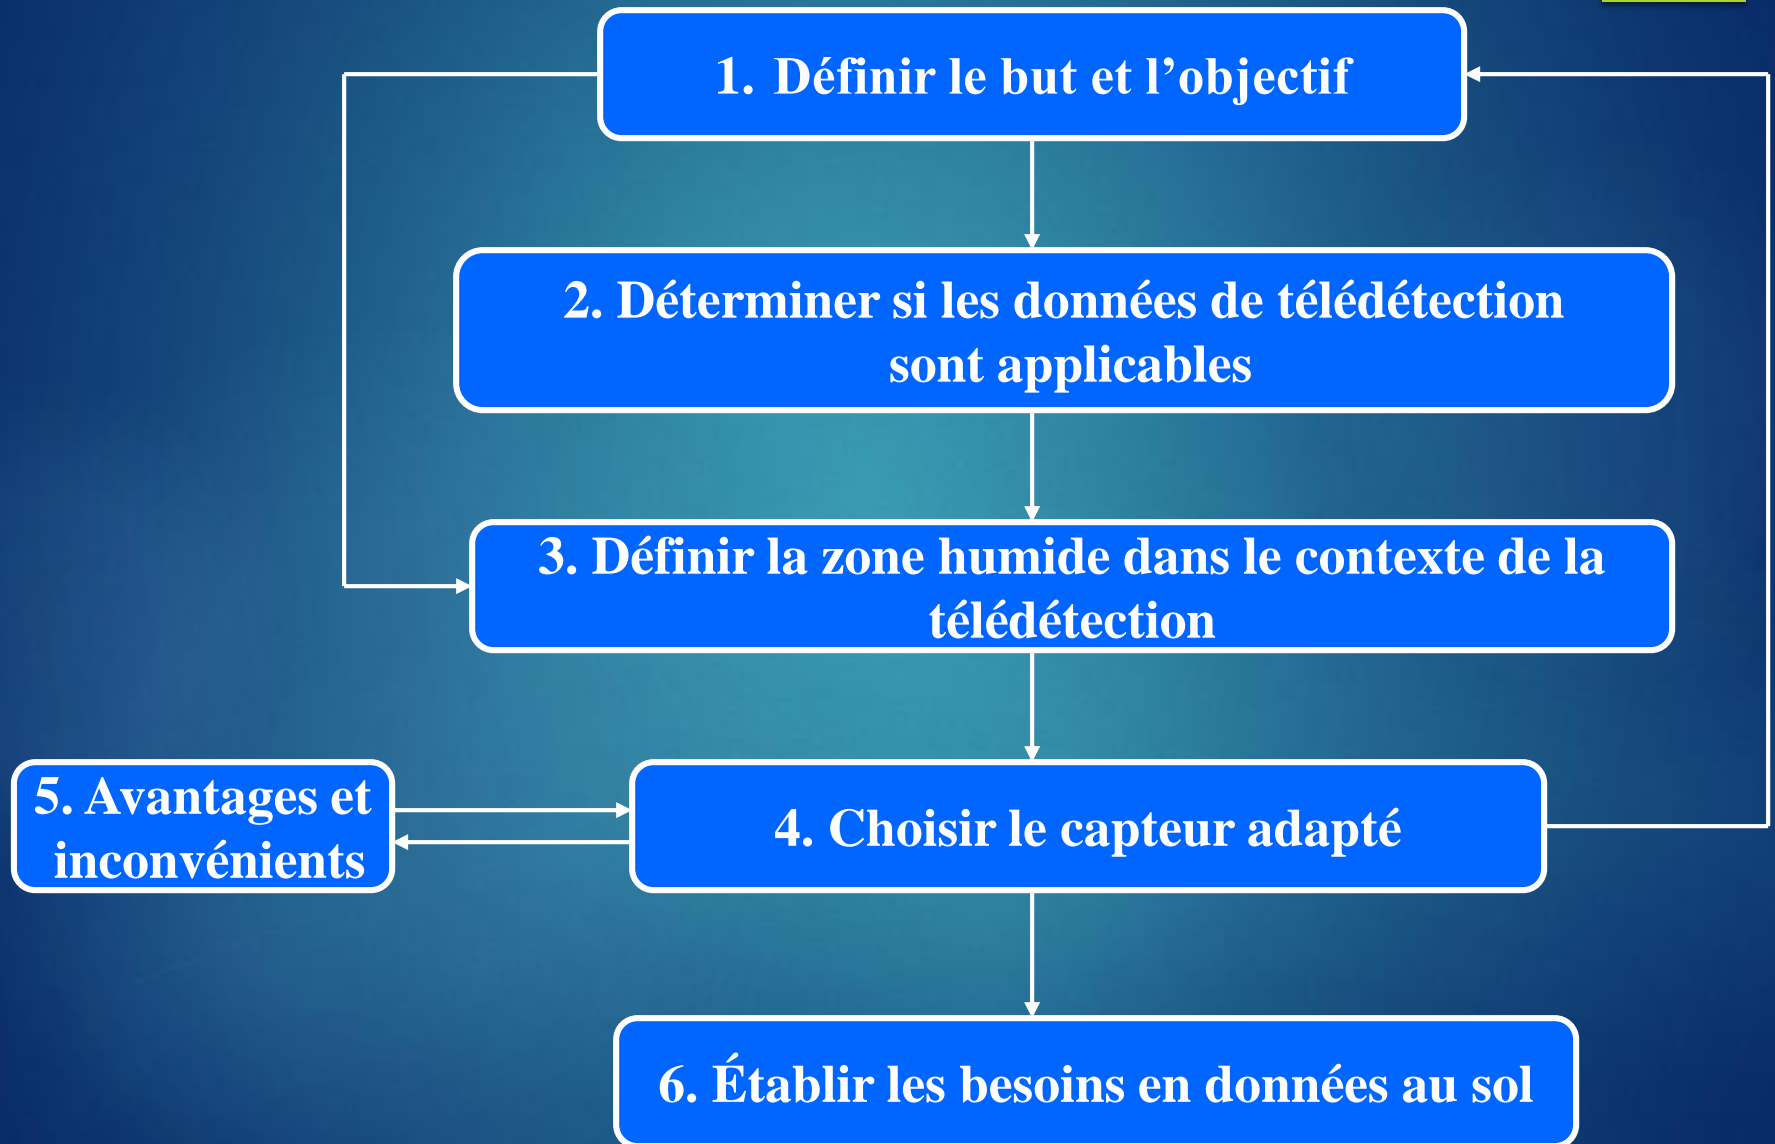 1. Définir le but et l’objectif
2. Déterminer si les données de télédétection
sont applicables
3. Définir la zone humide dans le contexte de la
télédétection
5. Avantages et
inconvénients
4. Choisir le capteur adapté
6. Établir les besoins en données au sol